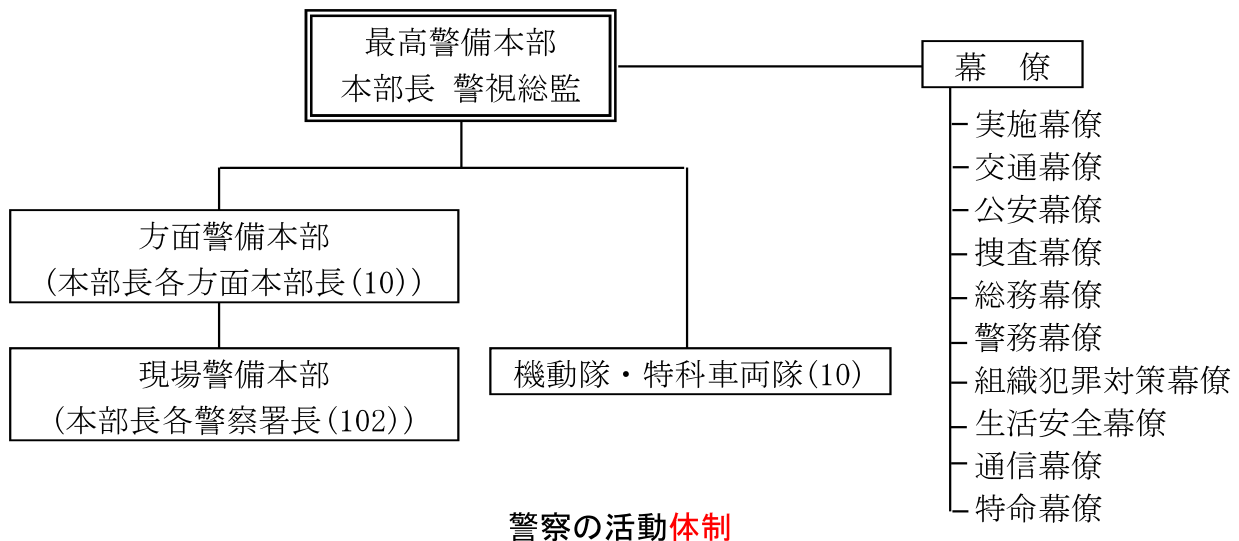 最高警備本部
本部長 警視総監
幕　僚
実施幕僚
交通幕僚
公安幕僚
捜査幕僚
総務幕僚
警務幕僚
組織犯罪対策幕僚
生活安全幕僚
通信幕僚
特命幕僚
方面警備本部
(本部長各方面本部長(10))
現場警備本部
(本部長各警察署長(102))
機動隊・特科車両隊(10)
警察の活動体制